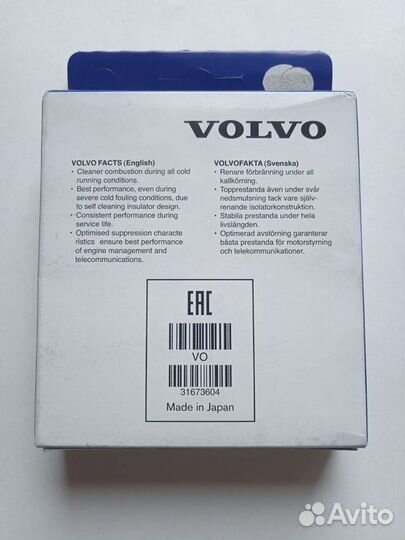 VOLVO
VOLVO FACTS (English)
• Cleaner combustion during all cold
running conditions.
• Best performance, even during
severe cold fouling conditions, due
to self cleaning insulator design.
• Consistent performance during
service life.
• Optimised suppression characte
ristics ensure best performance
of engine management and
telecommunications.
VOLVOFAKTA (Svenska)
• Renare förbränning under all
kallkörning.
• Topprestanda även under svår
nedsmutsning tack vare själv-
renande isolatorkonstruktion.
• Stabila prestanda under hela
livslängden.
• Optimerad avstörning garanterar
bästa prestanda för motorstyrning
och telekommunikationer.
EAC
VO
31673604
Made in Japan
Avito